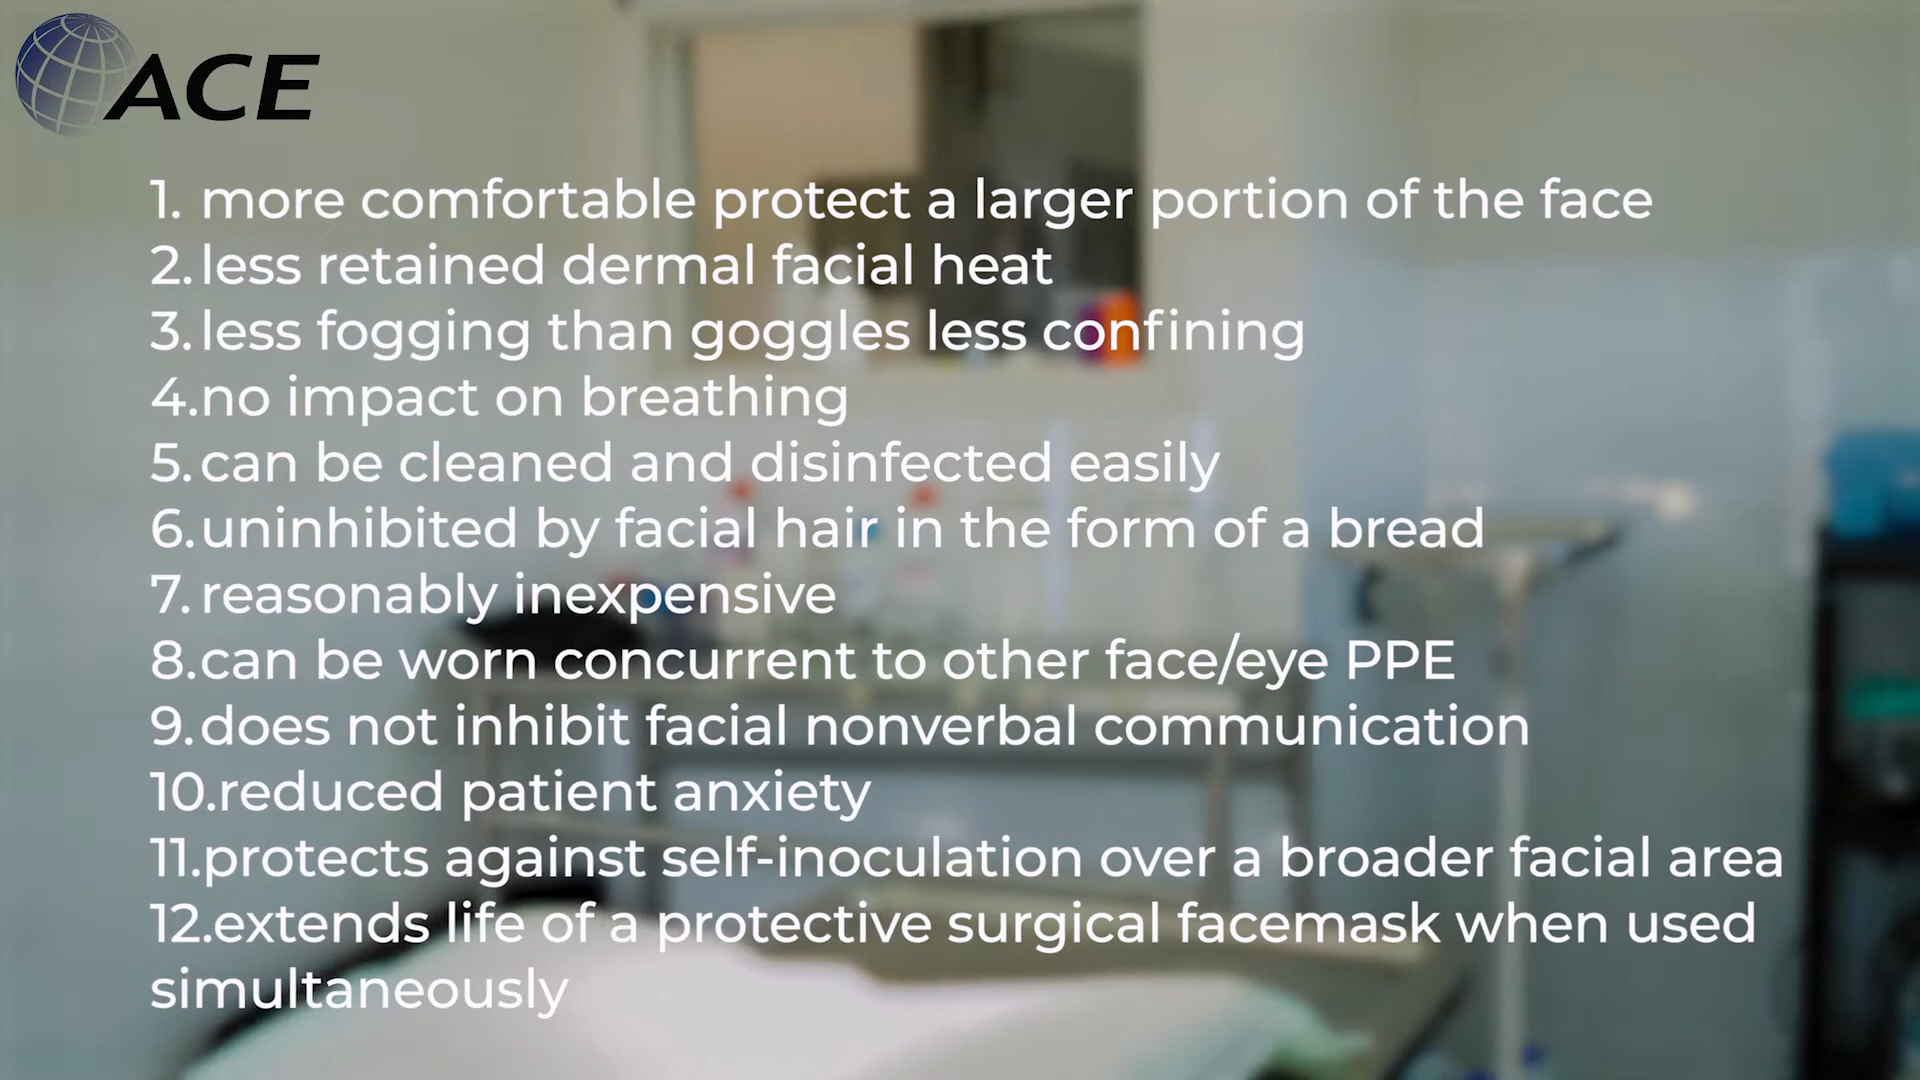 ACE
1. more comfortable protect a larger portion of the face
2. less retained dermal facial heat
3. less fogging than goggles less confining
4. no impact on breathing
5. can be cleaned and disinfected easily
6. uninhibited by facial hair in the form of a bread
7. reasonably inexpensive
8. can be worn concurrent to other face/eye PPE
9. does not inhibit facial nonverbal communication
10. reduced patient anxiety
11. protects against self-inoculation over a broader facial area
12. extends life of a protective surgical facemask when used
simultaneously